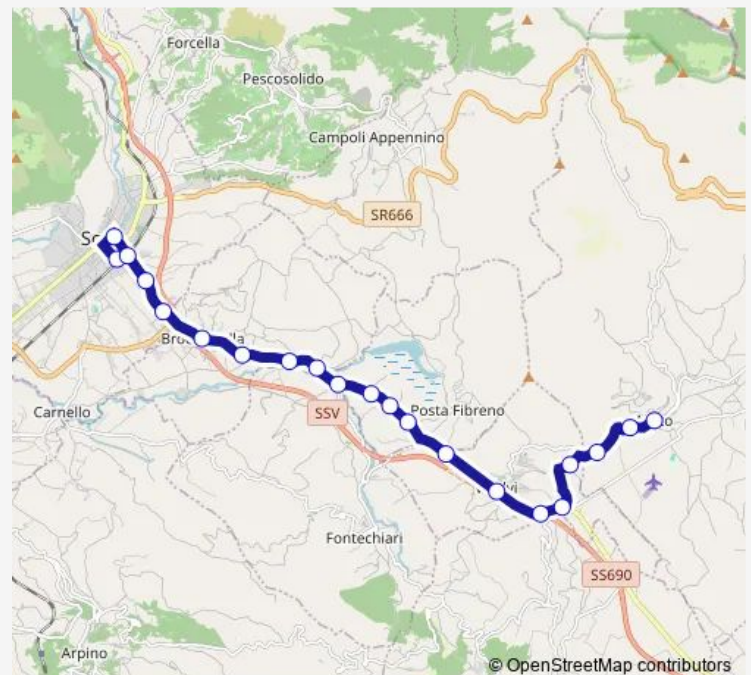 Forcella
Pescosolido
Campoli Appennino
SR666
Carnello
SSV
Posta Fibreno
Fontechiari
SS690
Arpino
© OpenStreetMap contributors